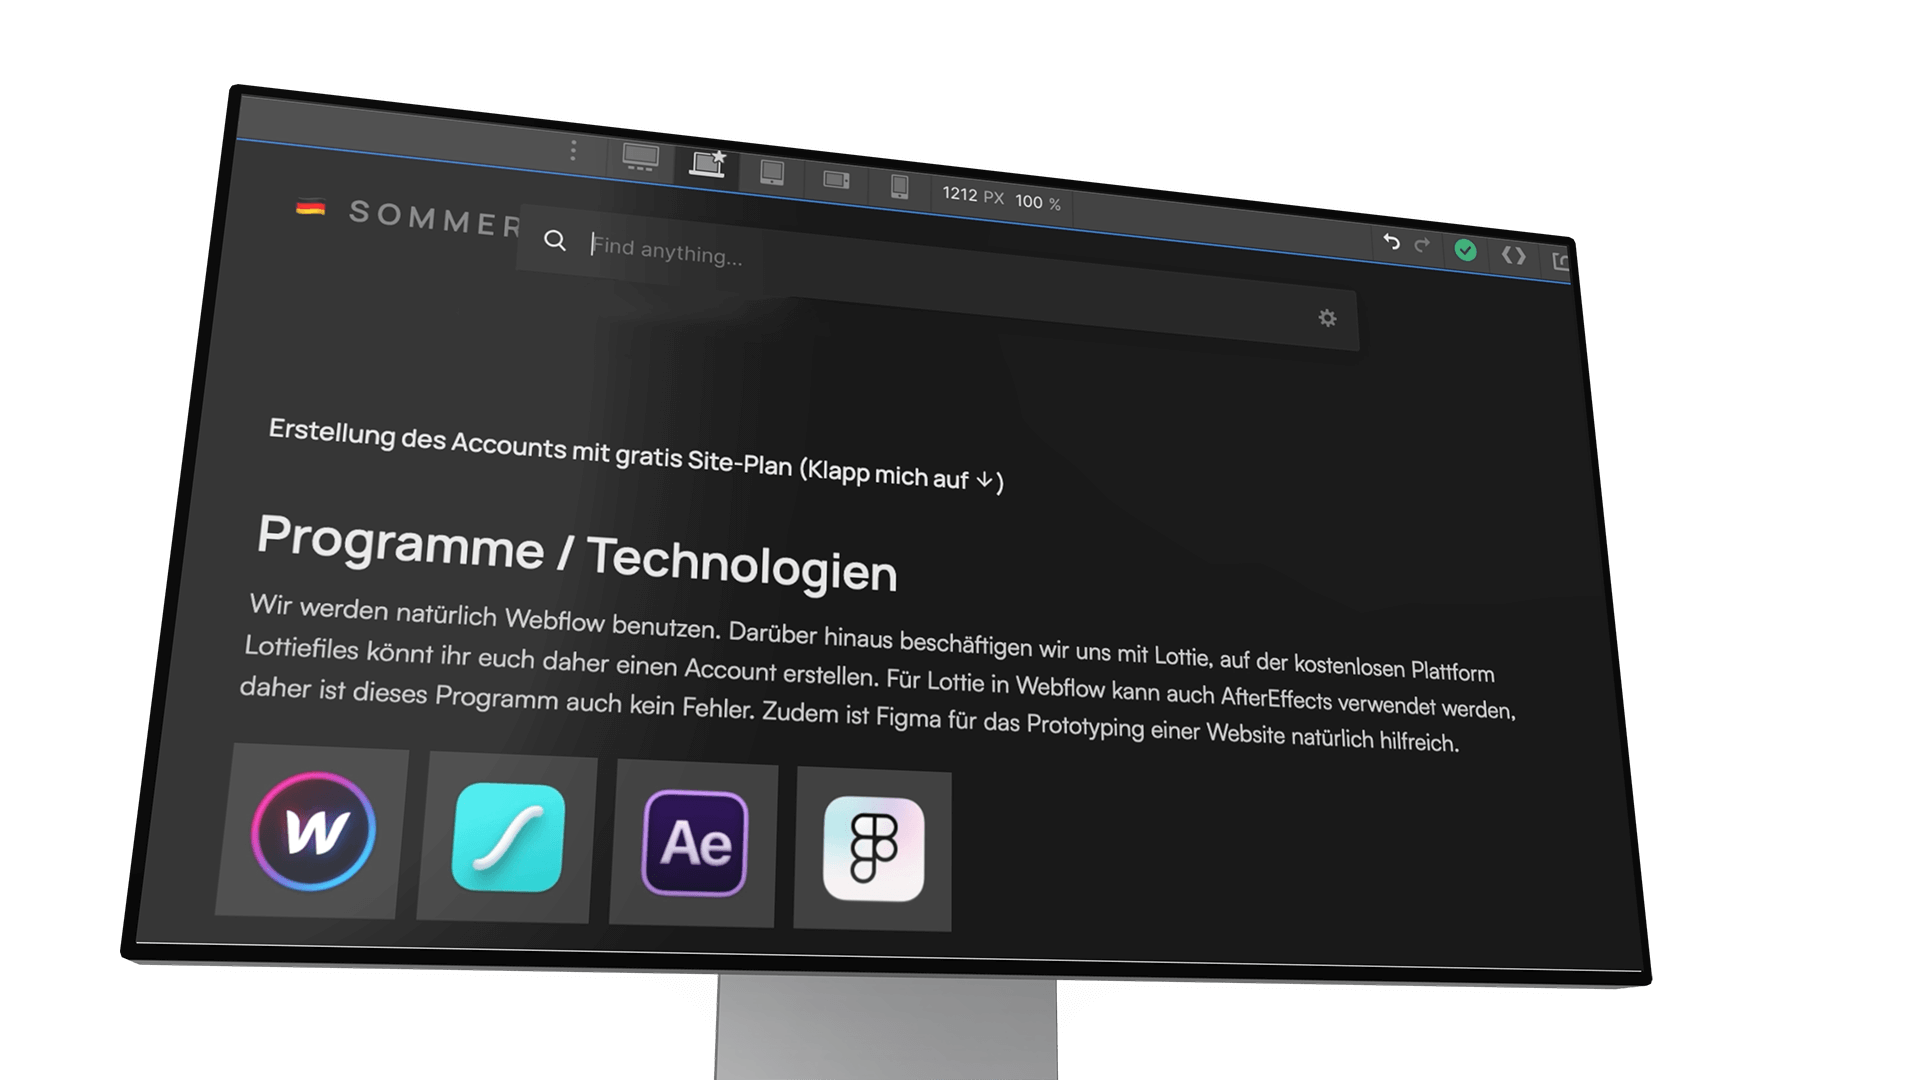 1212 PX 100 %
SOMMER
Find anything...
Erstellung des Accounts mit gratis Site-Plan (Klapp mich auf ↓)
Programme / Technologien
Wir werden natürlich Webflow benutzen. Darüber hinaus beschäftigen wir uns mit Lottie, auf der kostenlosen Plattform
Lottiefiles könnt ihr euch daher einen Account erstellen. Für Lottie in Webflow kann auch AfterEffects verwendet werden,
daher ist dieses Programm auch kein Fehler. Zudem ist Figma für das Prototyping einer Website natürlich hilfreich.
W
Ae